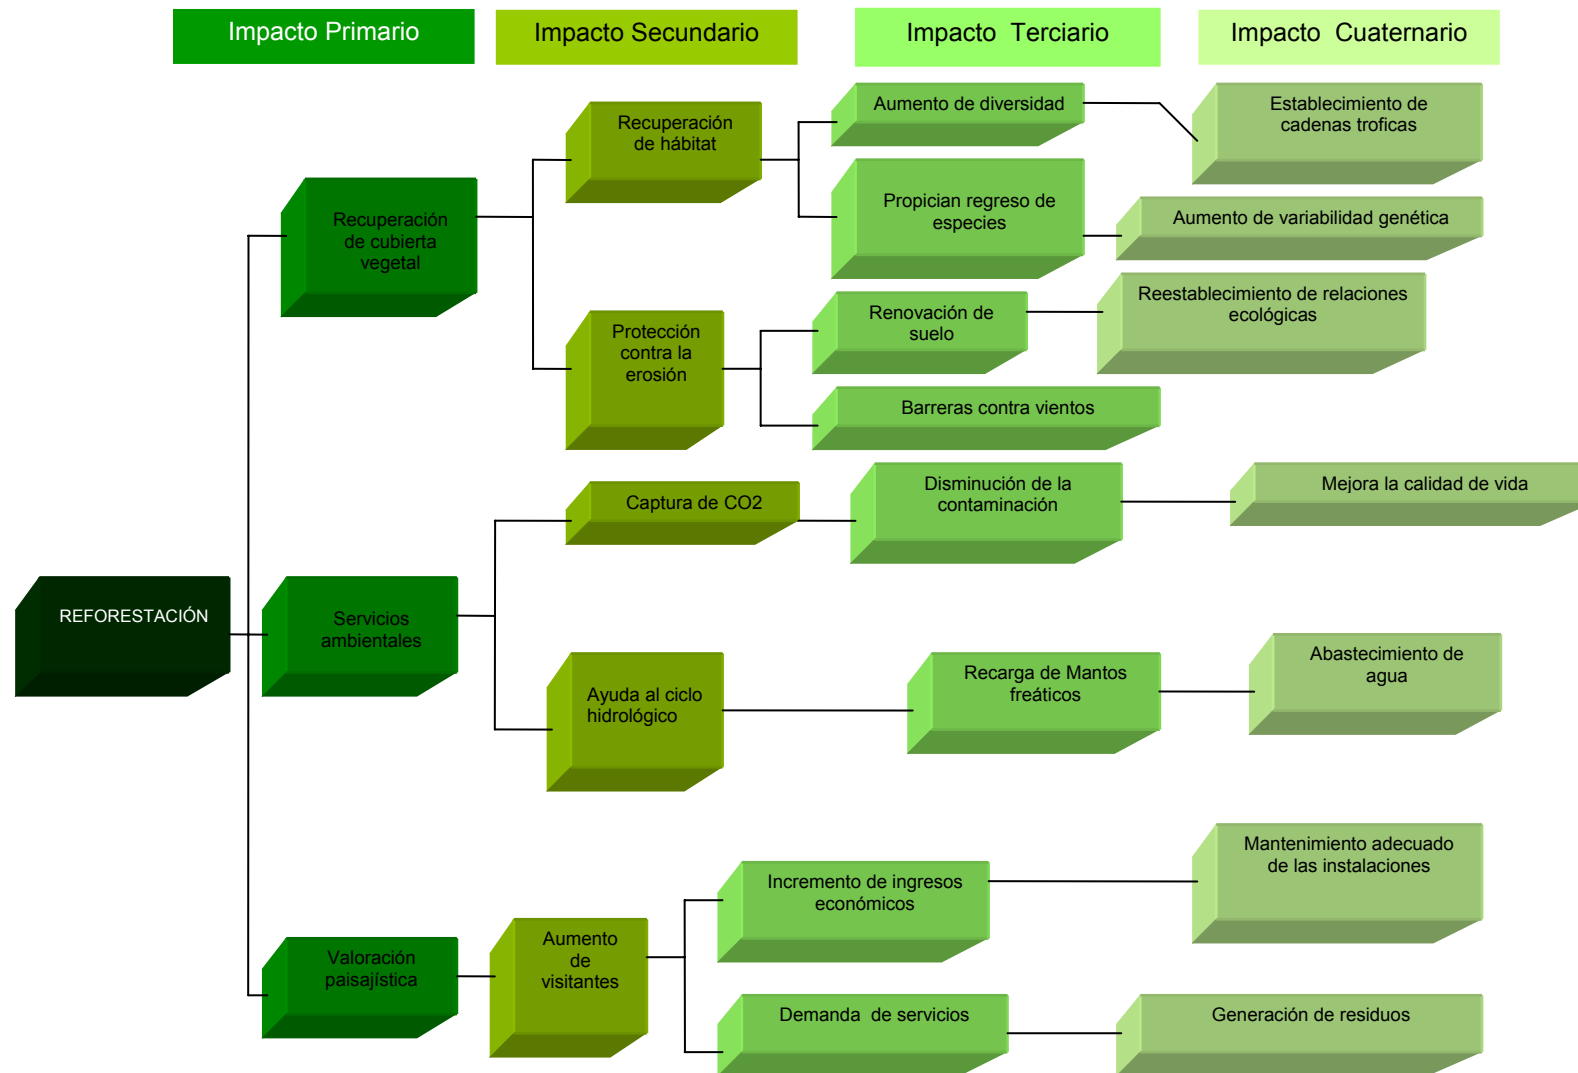 Impacto Primario
Impacto Secundario
Impacto  Terciario
Impacto  Cuaternario
REFORESTACIÓN
Recuperación
de cubierta
vegetal
Recuperación
de hábitat
Aumento de diversidad
Establecimiento de
cadenas troficas
Propician regreso de
especies
Aumento de variabilidad genética
Protección
contra la
erosión
Renovación de
suelo
Reestablecimiento de relaciones
ecológicas
Barreras contra vientos
Servicios
ambientales
Captura de CO2
Disminución de la
contaminación
Mejora la calidad de vida
Ayuda al ciclo
hidrológico
Recarga de Mantos
freáticos
Abastecimiento de
agua
Valoración
paisajística
Aumento
de
visitantes
Incremento de ingresos
económicos
Mantenimiento adecuado
de las instalaciones
Demanda  de servicios
Generación de residuos